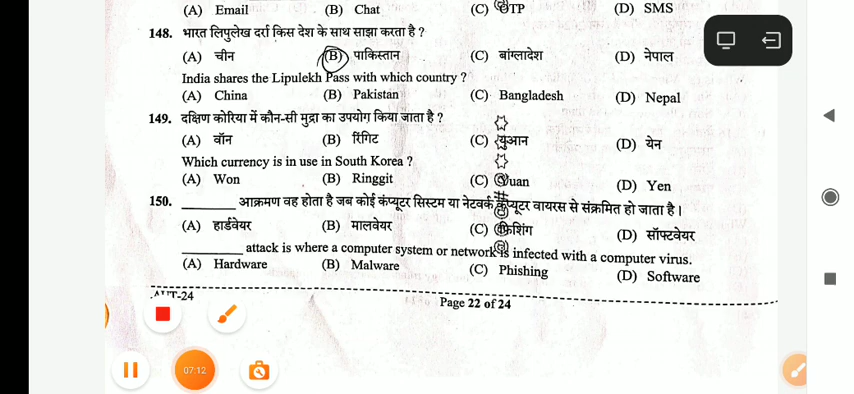 (A) Email (B) Chat (C) OTP (D) SMS
148. भारत लिपुलेख दर्रा किस देश के साथ साझा करता है ?
(A) चीन (B) पाकिस्तान (C) बांग्लादेश (D) नेपाल
India shares the Lipulekh Pass with which country ?
(A) China (B) Pakistan (C) Bangladesh (D) Nepal
149. दक्षिण कोरिया में कौन-सी मुद्रा का उपयोग किया जाता है ?
(A) वॉन (B) रिंगिट (C) युआन (D) येन
Which currency is in use in South Korea ?
(A) Won (B) Ringgit (C) Yuan (D) Yen
150. ______ आक्रमण वह होता है जब कोई कंप्यूटर सिस्टम या नेटवर्क कंप्यूटर वायरस से संक्रमित हो जाता है।
(A) हार्डवेयर (B) मालवेयर (C) फिशिंग (D) सॉफ्टवेयर
______ attack is where a computer system or network is infected with a computer virus.
(A) Hardware (B) Malware (C) Phishing (D) Software
-24 Page 22 of 24
07:12